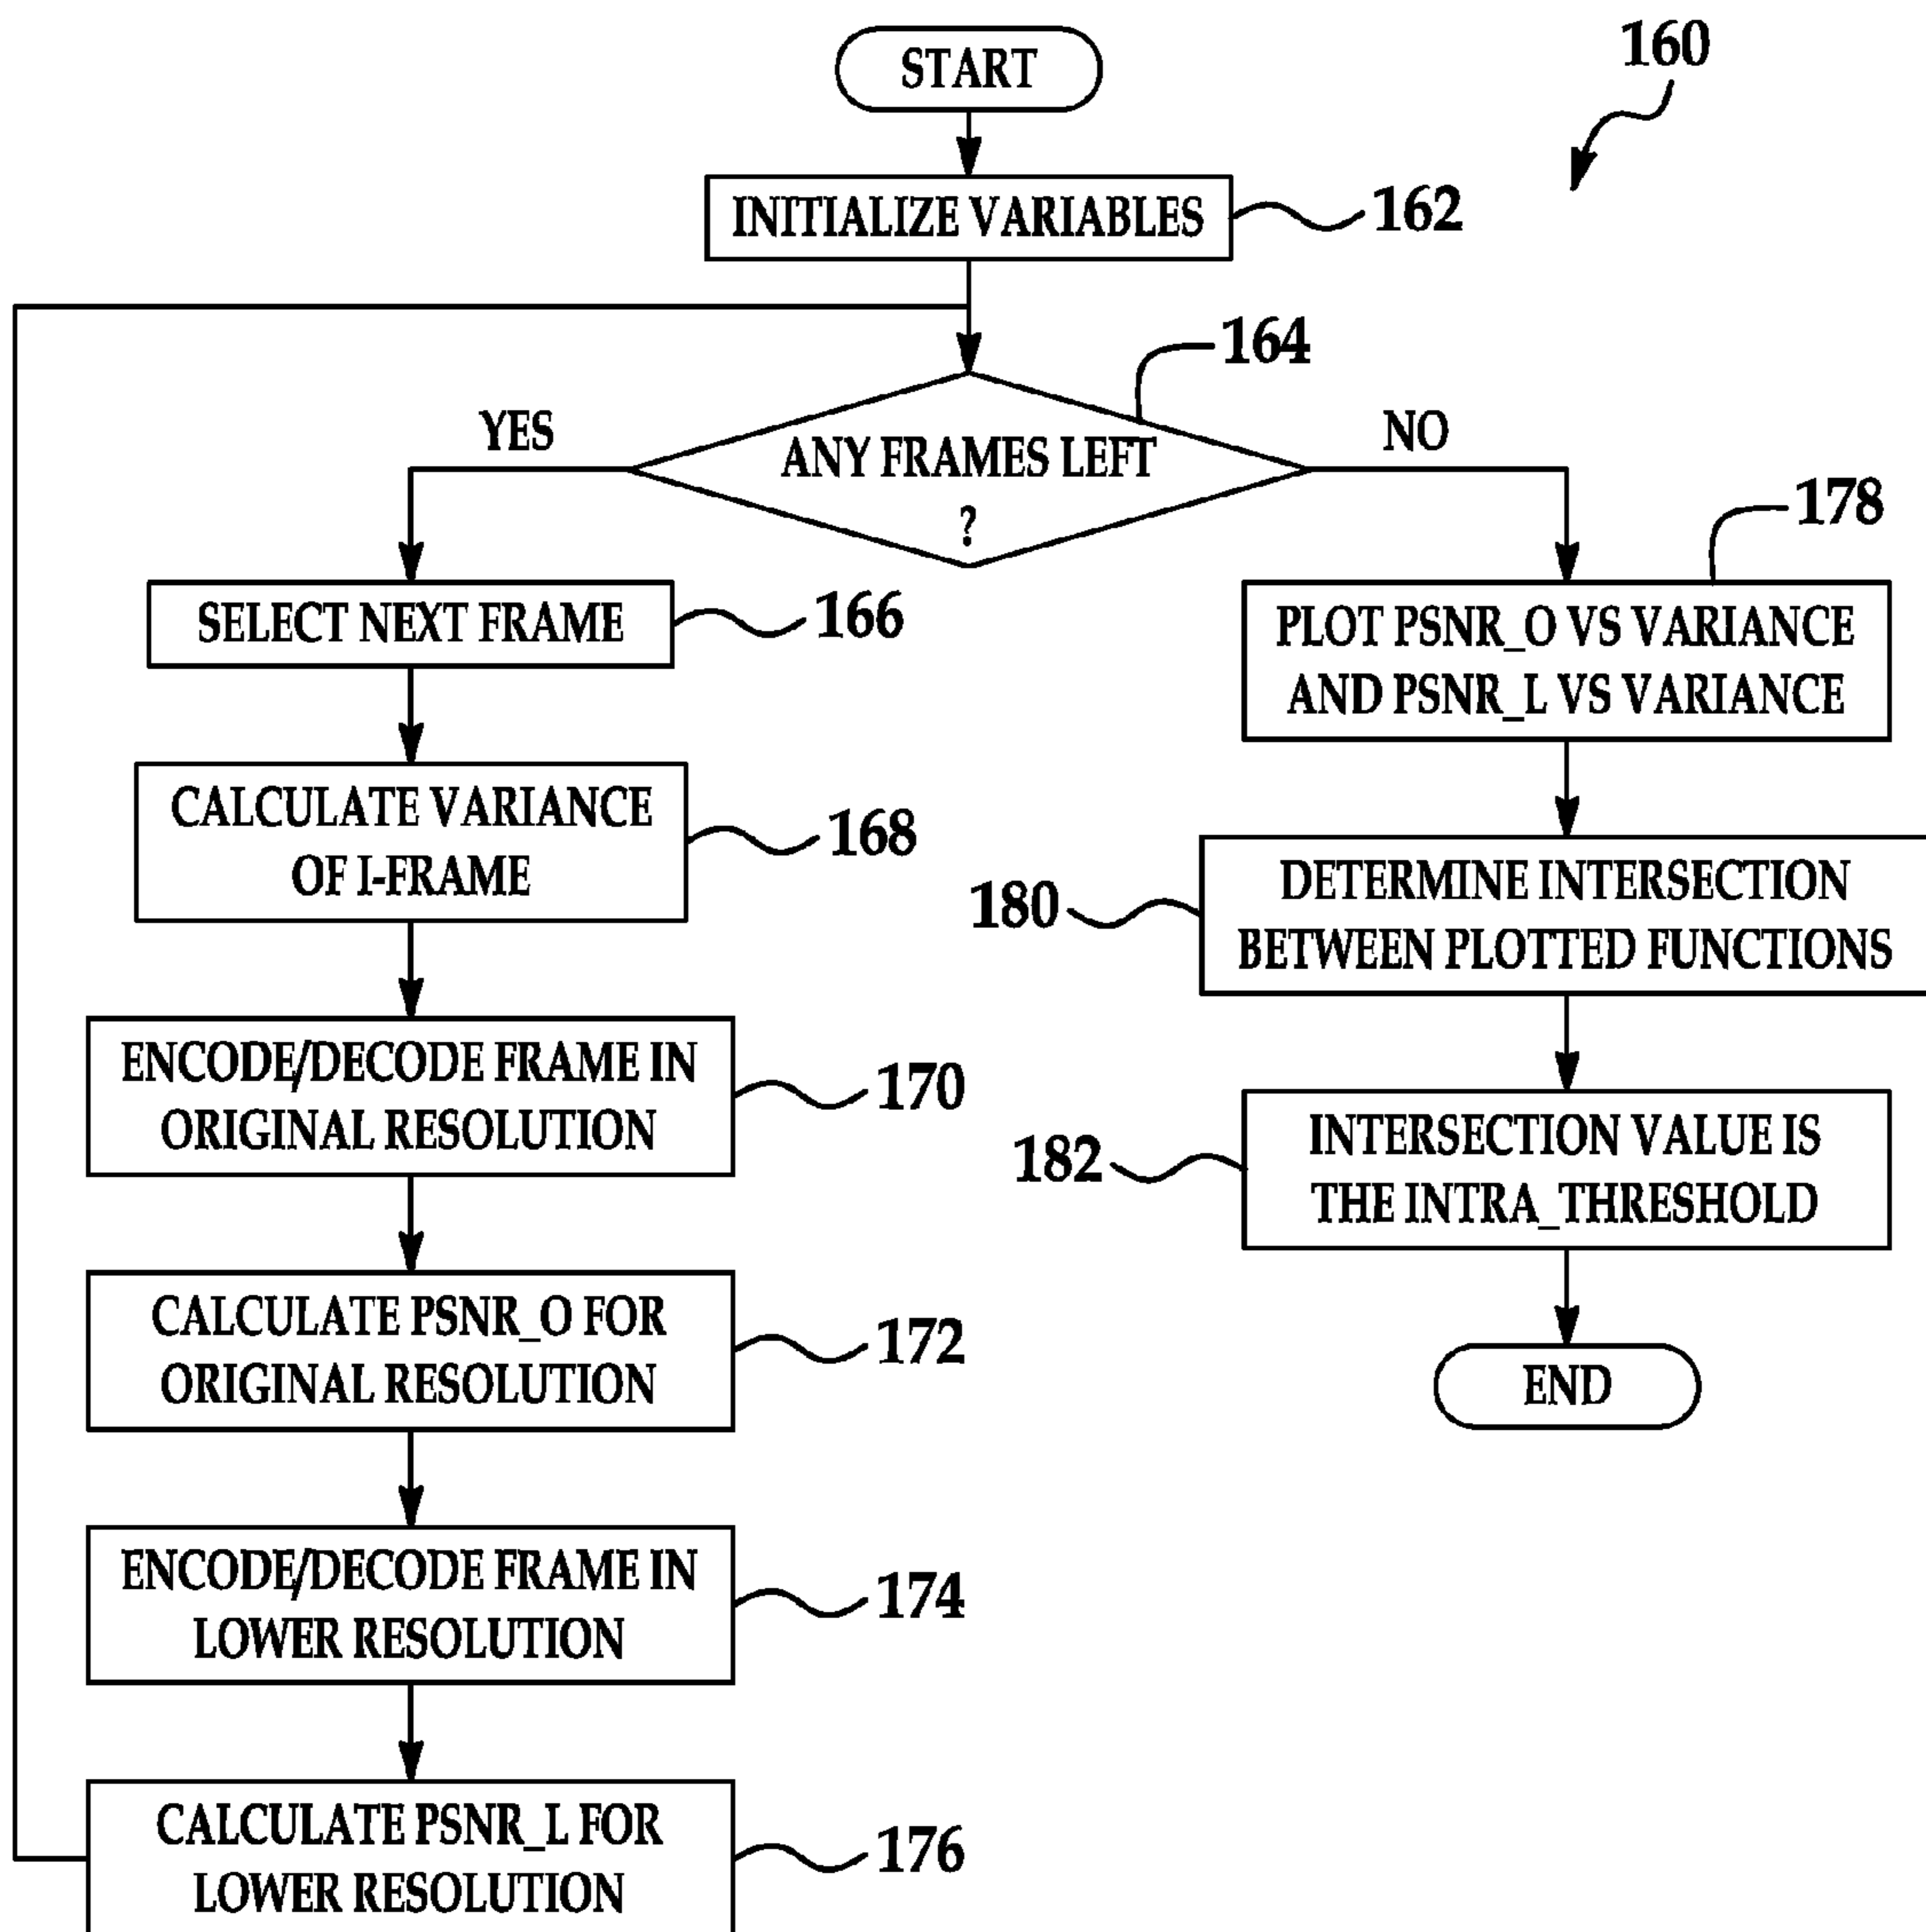 START
160
INITIALIZE VARIABLES
162
164
YES
ANY FRAMES LEFT
?
NO
178
SELECT NEXT FRAME
166
PLOT PSNR_O VS VARIANCE
AND PSNR_L VS VARIANCE
CALCULATE VARIANCE
OF I-FRAME
168
180
DETERMINE INTERSECTION
BETWEEN PLOTTED FUNCTIONS
ENCODE/DECODE FRAME IN
ORIGINAL RESOLUTION
170
182
INTERSECTION VALUE IS
THE INTRA_THRESHOLD
CALCULATE PSNR_O FOR
ORIGINAL RESOLUTION
172
END
ENCODE/DECODE FRAME IN
LOWER RESOLUTION
174
CALCULATE PSNR_L FOR
LOWER RESOLUTION
176